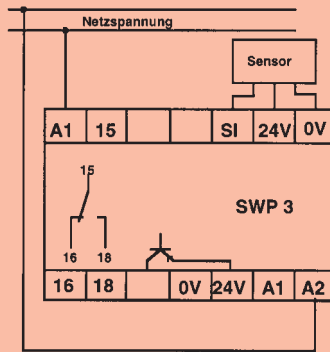 Netzspannung
Sensor
A1 15 SI 24V 0V
15
SWP 3
16 18
16 18 0V 24V A1 A2